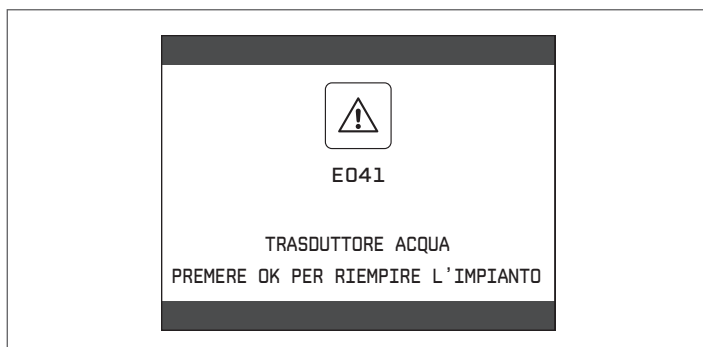 E041
TRASDUTTORE ACQUA
PREMERE OK PER RIEMPIRE L'IMPIANTO